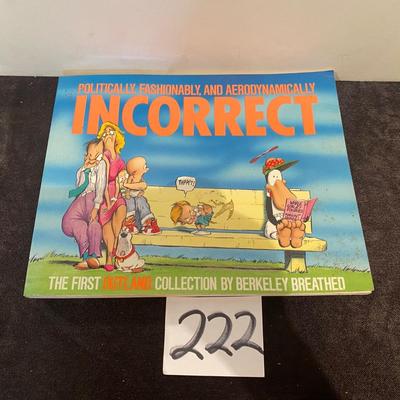 POLITICALLY, FASHIONABLY, AND AERODYNAMICALLY
INCORRECT
THE FIRST OUTLAND COLLECTION BY BERKELEY BREATHED
222